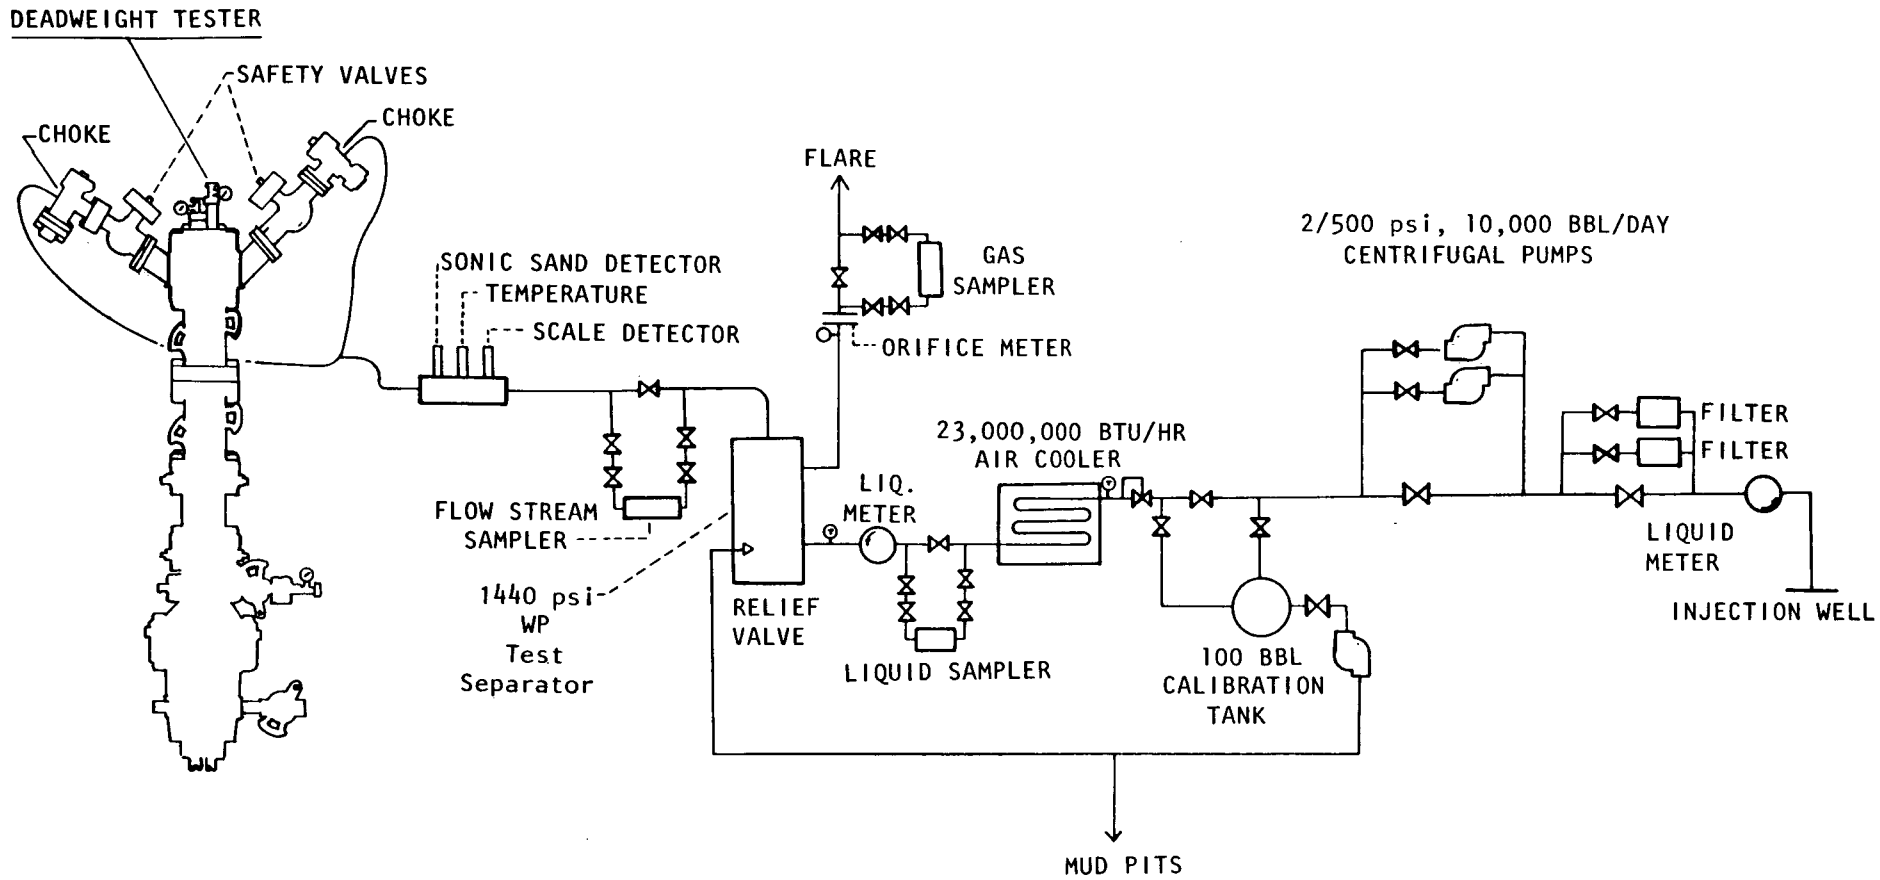 DEADWEIGHT TESTER
SAFETY VALVES
CHOKE
CHOKE
FLARE
2/500 psi, 10,000 BBL/DAY
CENTRIFUGAL PUMPS
GAS
SAMPLER
SONIC SAND DETECTOR
TEMPERATURE
SCALE DETECTOR
ORIFICE METER
FILTER
FILTER
23,000,000 BTU/HR
AIR COOLER
LIQ.
METER
FLOW STREAM
SAMPLER
LIQUID
METER
INJECTION WELL
1440 psi
WP
Test
Separator
RELIEF
VALVE
LIQUID SAMPLER
100 BBL
CALIBRATION
TANK
MUD PITS